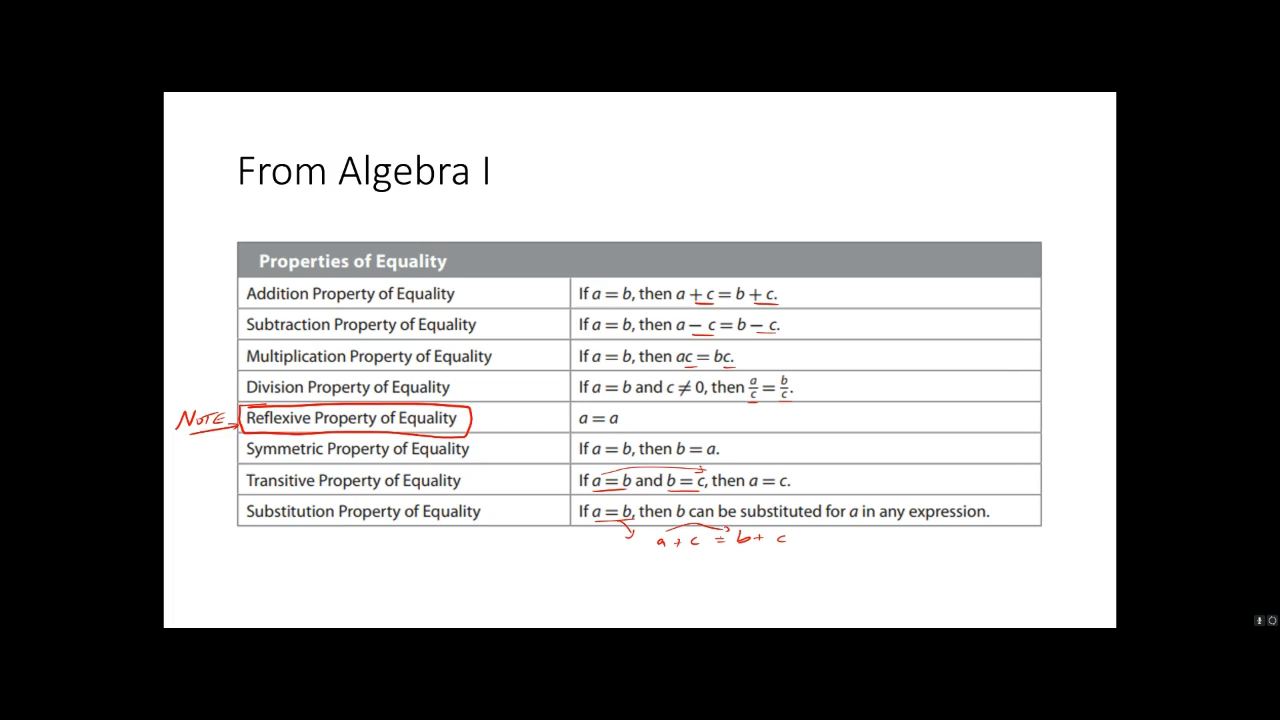 From Algebra I
Properties of Equality
Addition Property of Equality If a = b, then a + c = b + c.
Subtraction Property of Equality If a = b, then a − c = b − c.
Multiplication Property of Equality If a = b, then ac = bc.
Division Property of Equality If a = b and c ≠ 0, then a/c = b/c.
NOTE Reflexive Property of Equality a = a
Symmetric Property of Equality If a = b, then b = a.
Transitive Property of Equality If a = b and b = c, then a = c.
Substitution Property of Equality If a = b, then b can be substituted for a in any expression.
a + c = b + c